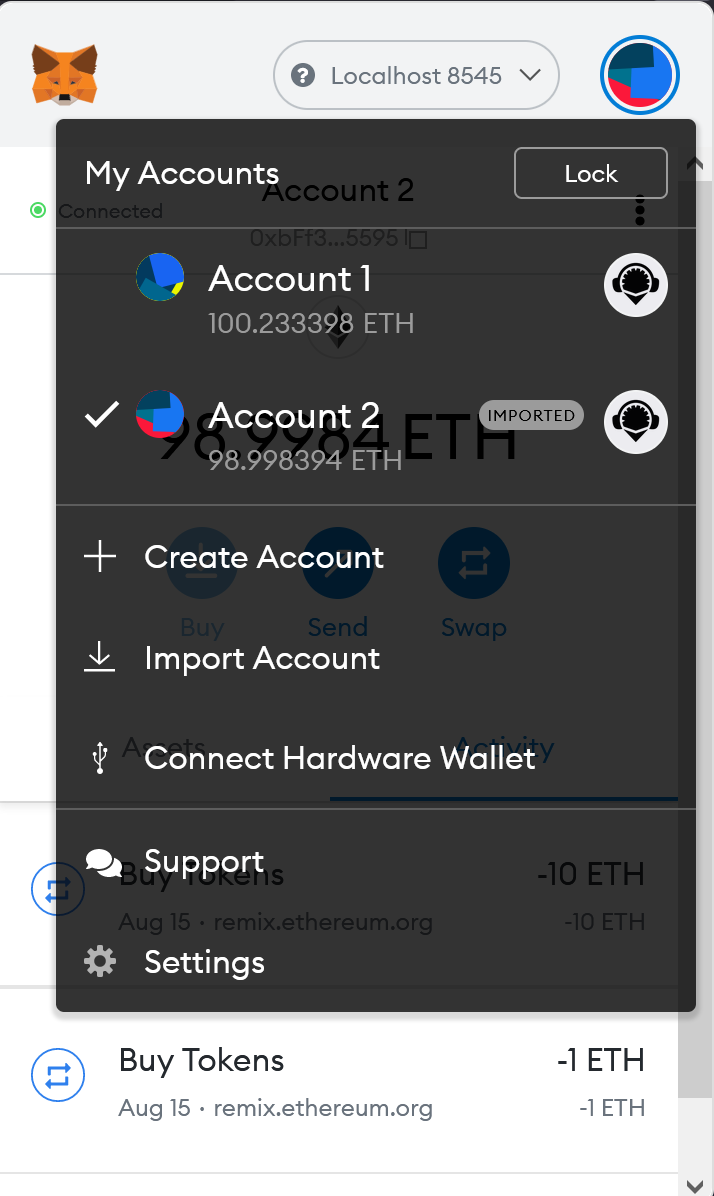 Localhost 8545
My Accounts
Lock
Account 2
Connected
0xbFf3...5595
Account 1
100.233398 ETH
Account 2
IMPORTED
98.9984 ETH
98.998394 ETH
Create Account
Buy
Send
Swap
Import Account
Assets
Activity
Connect Hardware Wallet
Support
Buy Tokens
-10 ETH
Aug 15 · remix.ethereum.org
-10 ETH
Settings
Buy Tokens
-1 ETH
Aug 15 · remix.ethereum.org
-1 ETH